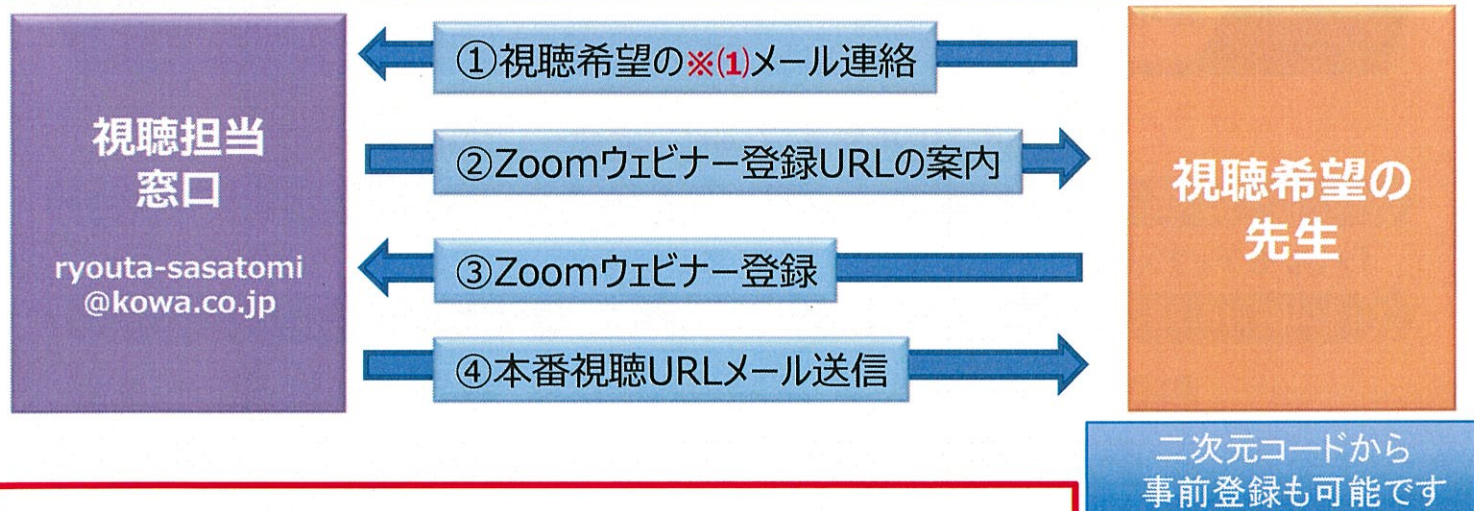 視聴担当
窓口
ryouta-sasatomi
@kowa.co.jp
①視聴希望の※(1)メール連絡
②Zoomウェビナー登録URLの案内
③Zoomウェビナー登録
④本番視聴URLメール送信
視聴希望の
先生
二次元コードから
事前登録も可能です